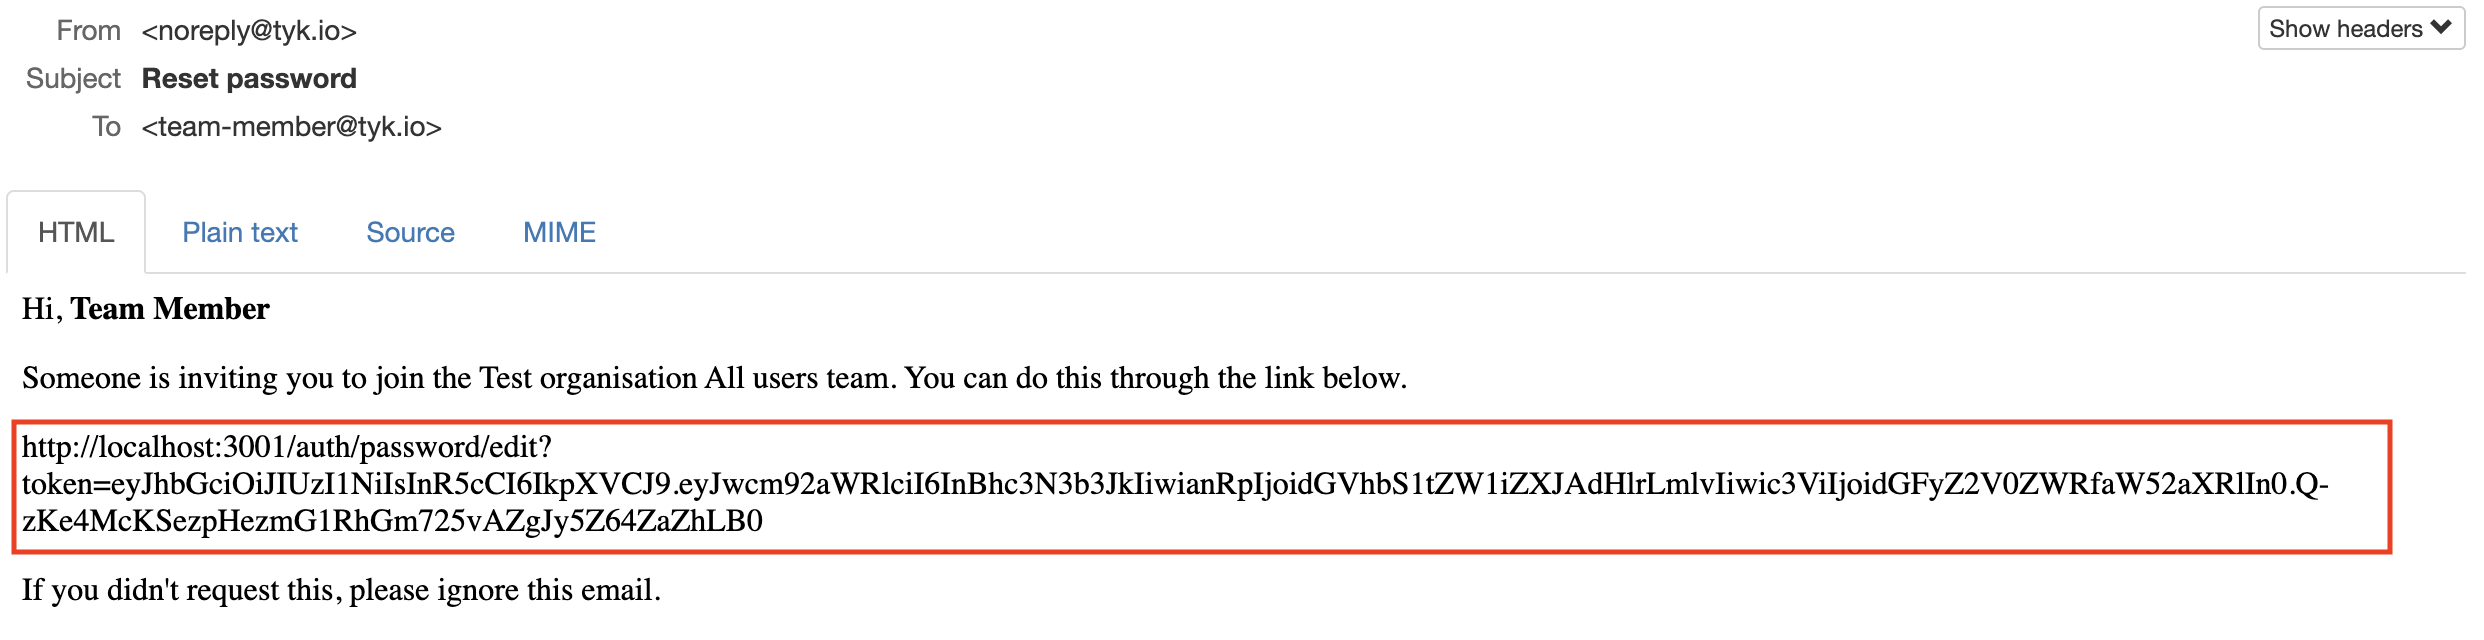 From <noreply@tyk.io>
Show headers
Subject Reset password
To <team-member@tyk.io>
HTML Plain text Source MIME
Hi, Team Member
Someone is inviting you to join the Test organisation All users team. You can do this through the link below.
http://localhost:3001/auth/password/edit?
token=eyJhbGciOiJIUzI1NiIsInR5cCI6IkpXVCJ9.eyJwcm92aWRlciI6InBhc3N3b3JkIiwianRpIjoidGVhbS1tZW1iZXJAdHlrLmlvIiwic3ViIjoidGFyZ2V0ZWRfaW52aXRlIn0.Q-
zKe4McKSezpHezmG1RhGm725vAZgJy5Z64ZaZhLB0
If you didn't request this, please ignore this email.